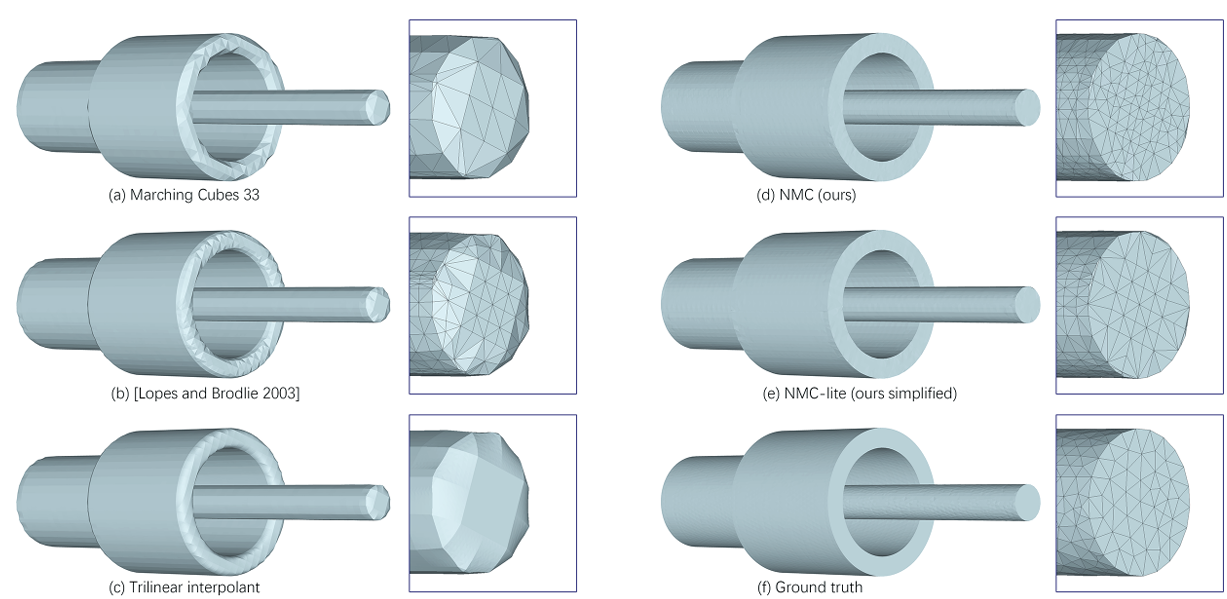 (a) Marching Cubes 33
(d) NMC (ours)
(b) [Lopes and Brodlie 2003]
(e) NMC-lite (ours simplified)
(c) Trilinear interpolant
(f) Ground truth